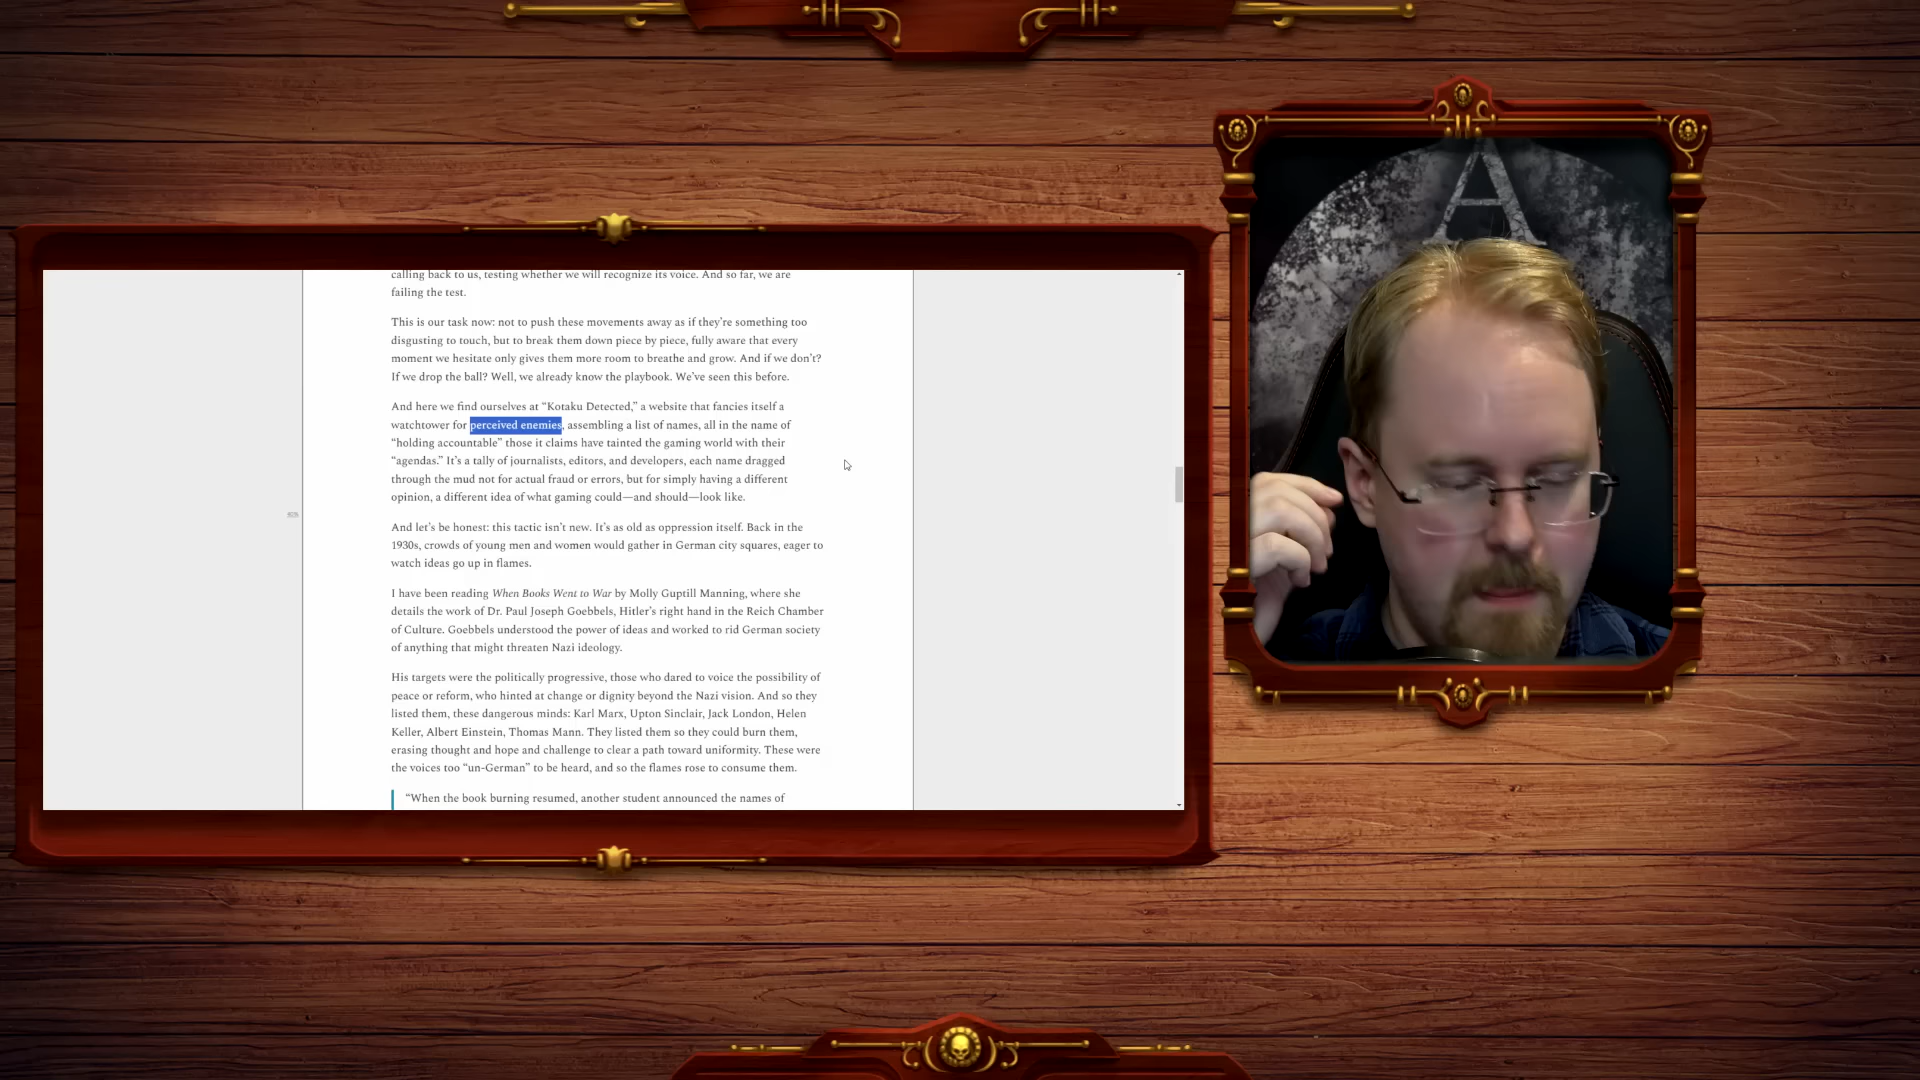 calling back to us, testing whether we will recognize its voice. And so far, we are
failing the test.
This is our task now: not to push these movements away as if they’re something too
disgusting to touch, but to break them down piece by piece, fully aware that every
moment we hesitate only gives them more room to breathe and grow. And if we don’t?
If we drop the ball? Well, we already know the playbook. We’ve seen this before.
And here we find ourselves at “Kotaku Detected,” a website that fancies itself a
watchtower for perceived enemies, assembling a list of names, all in the name of
“holding accountable” those it claims have tainted the gaming world with their
“agendas.” It’s a tally of journalists, editors, and developers, each name dragged
through the mud not for actual fraud or errors, but for simply having a different
opinion, a different idea of what gaming could—and should—look like.
And let’s be honest: this tactic isn’t new. It’s as old as oppression itself. Back in the
1930s, crowds of young men and women would gather in German city squares, eager to
watch ideas go up in flames.
I have been reading When Books Went to War by Molly Guptill Manning, where she
details the work of Dr. Paul Joseph Goebbels, Hitler’s right hand in the Reich Chamber
of Culture. Goebbels understood the power of ideas and worked to rid German society
of anything that might threaten Nazi ideology.
His targets were the politically progressive, those who dared to voice the possibility of
peace or reform, who hinted at change or dignity beyond the Nazi vision. And so they
listed them, these dangerous minds: Karl Marx, Upton Sinclair, Jack London, Helen
Keller, Albert Einstein, Thomas Mann. They listed them so they could burn them,
erasing thought and hope and challenge to clear a path toward uniformity. These were
the voices too “un-German” to be heard, and so the flames rose to consume them.
“When the book burning resumed, another student announced the names of
A